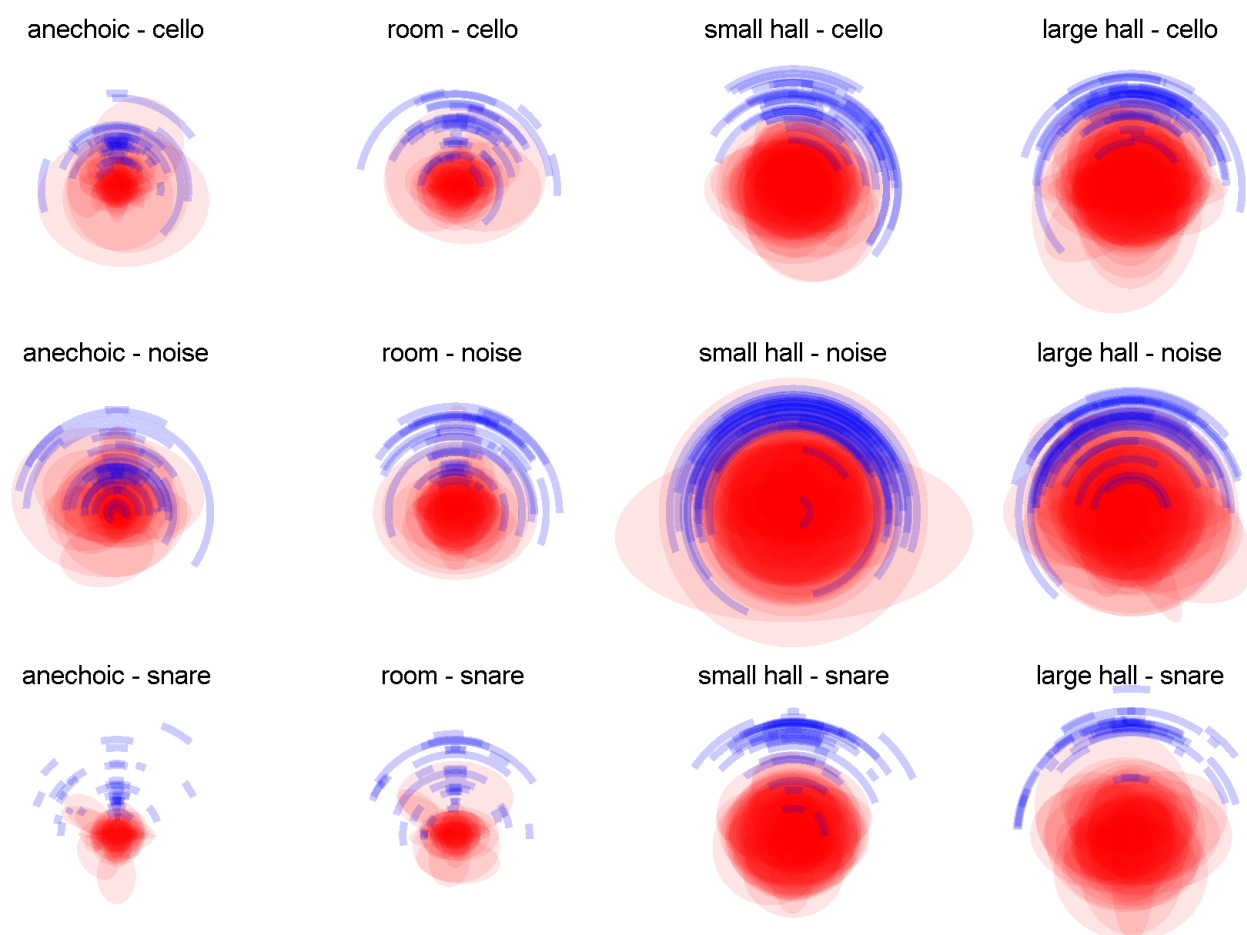 anechoic - cello
room - cello
small hall - cello
large hall - cello
anechoic - noise
room - noise
small hall - noise
large hall - noise
anechoic - snare
room - snare
small hall - snare
large hall - snare